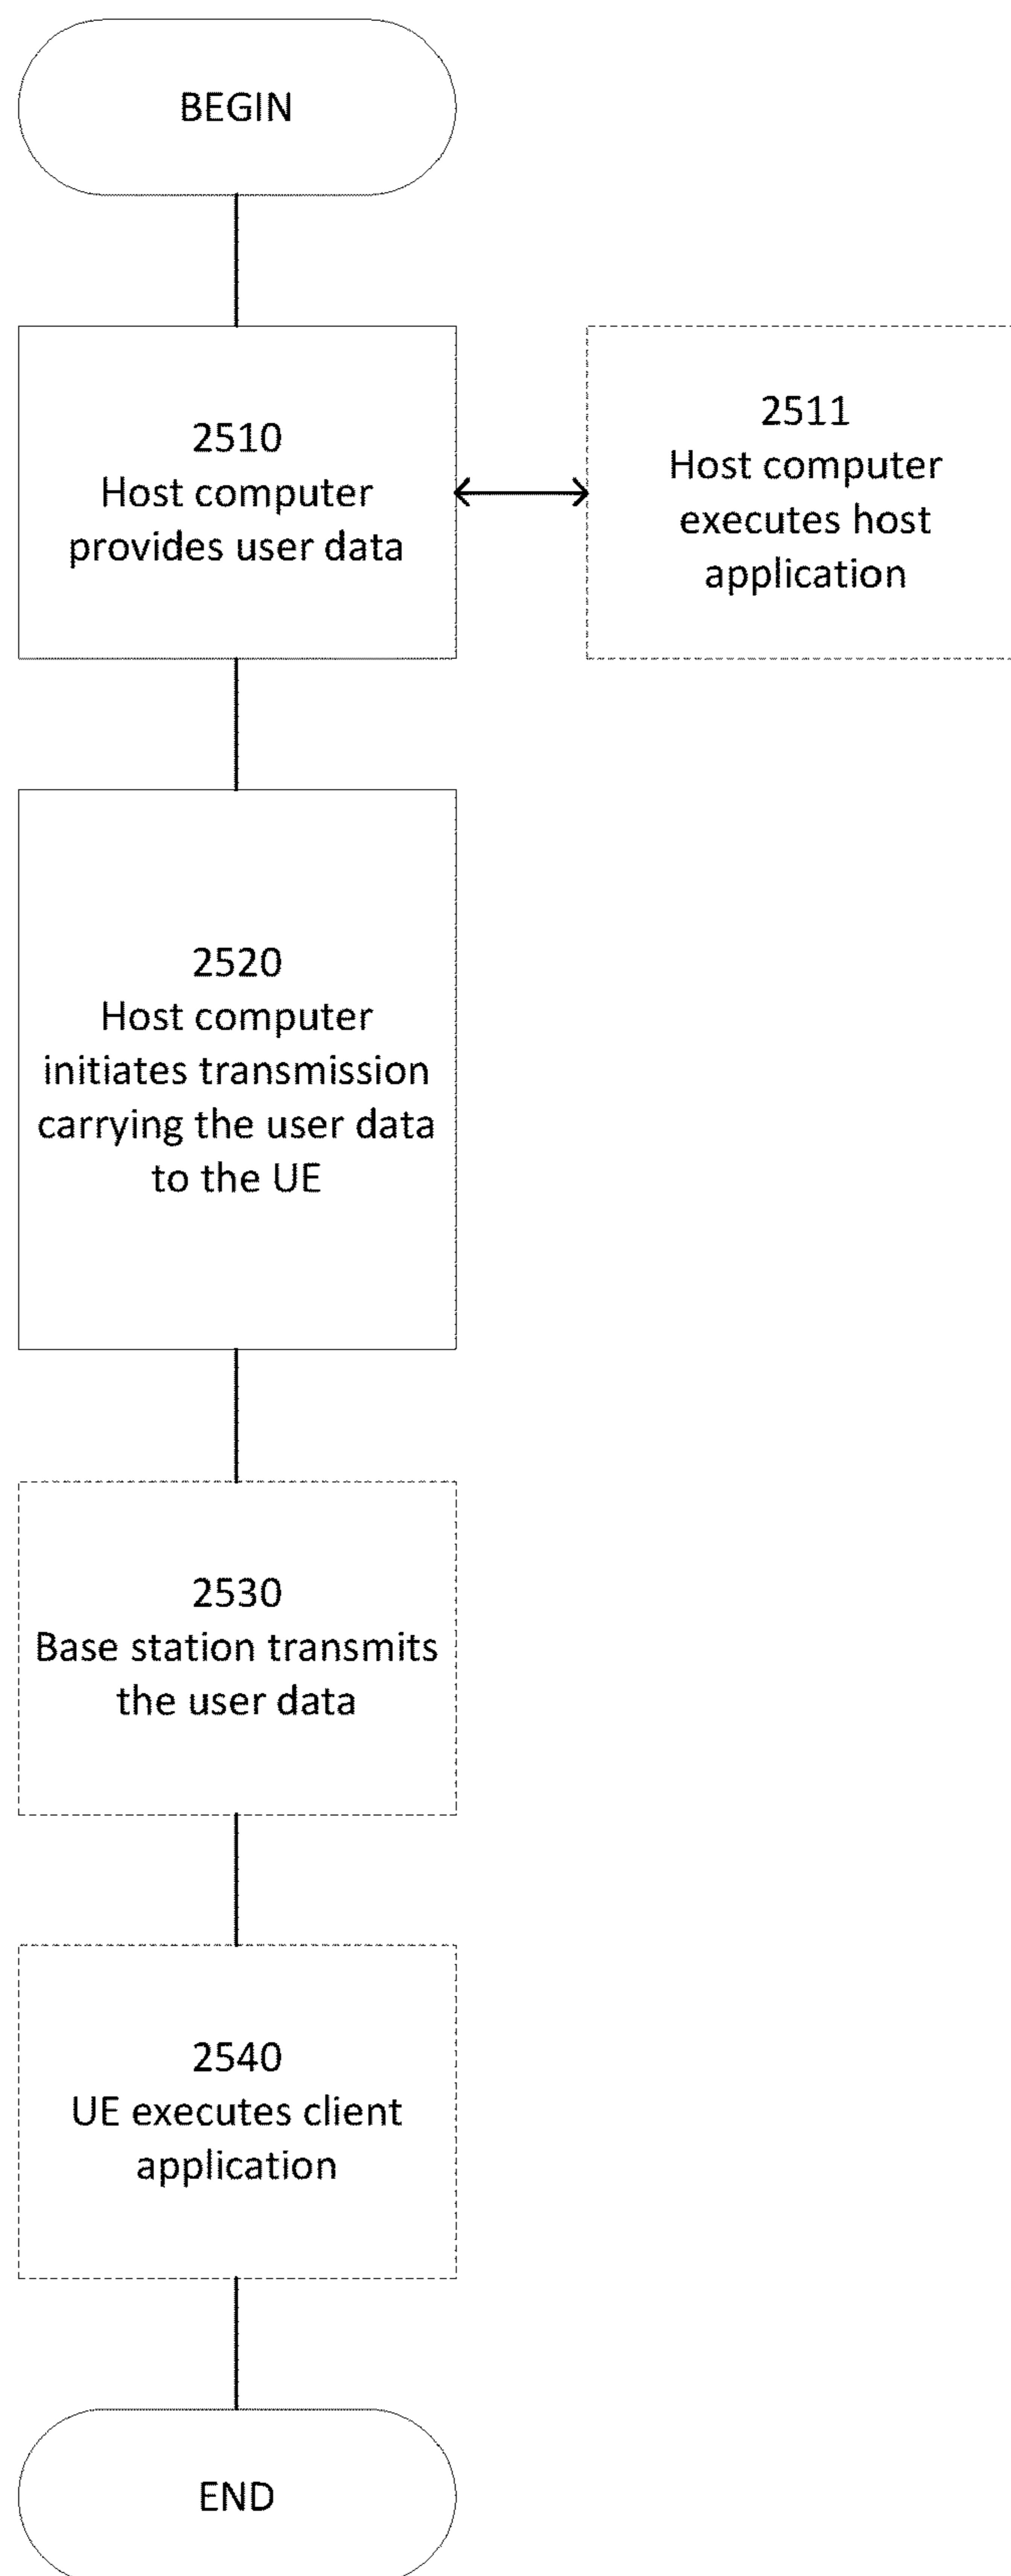 BEGIN
2510
Host computer
provides user data
2511
Host computer
executes host
application
2520
Host computer
initiates transmission
carrying the user data
to the UE
2530
Base station transmits
the user data
2540
UE executes client
application
END